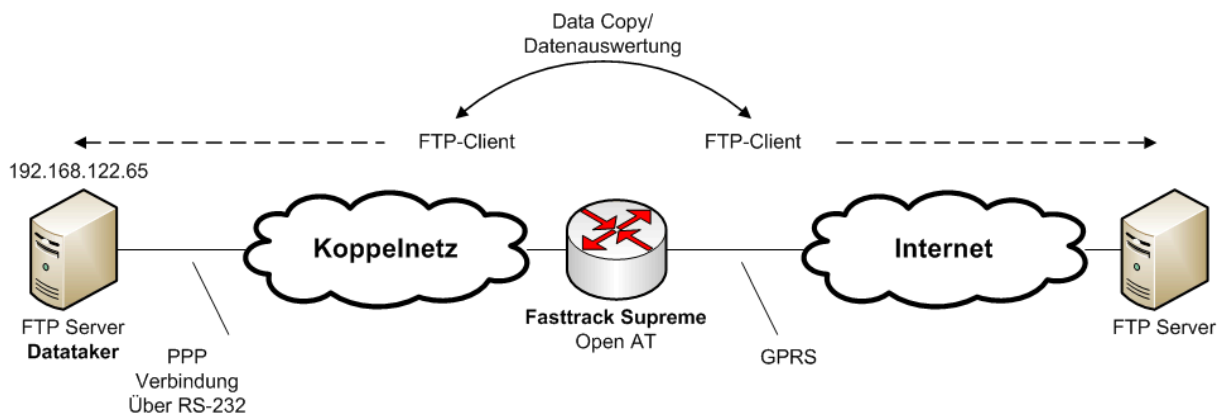 Data Copy/
Datenauswertung
FTP-Client
FTP-Client
192.168.122.65
Koppelnetz
Internet
FTP Server
Datataker
Fasttrack Supreme
Open AT
FTP Server
PPP
Verbindung
Über RS-232
GPRS